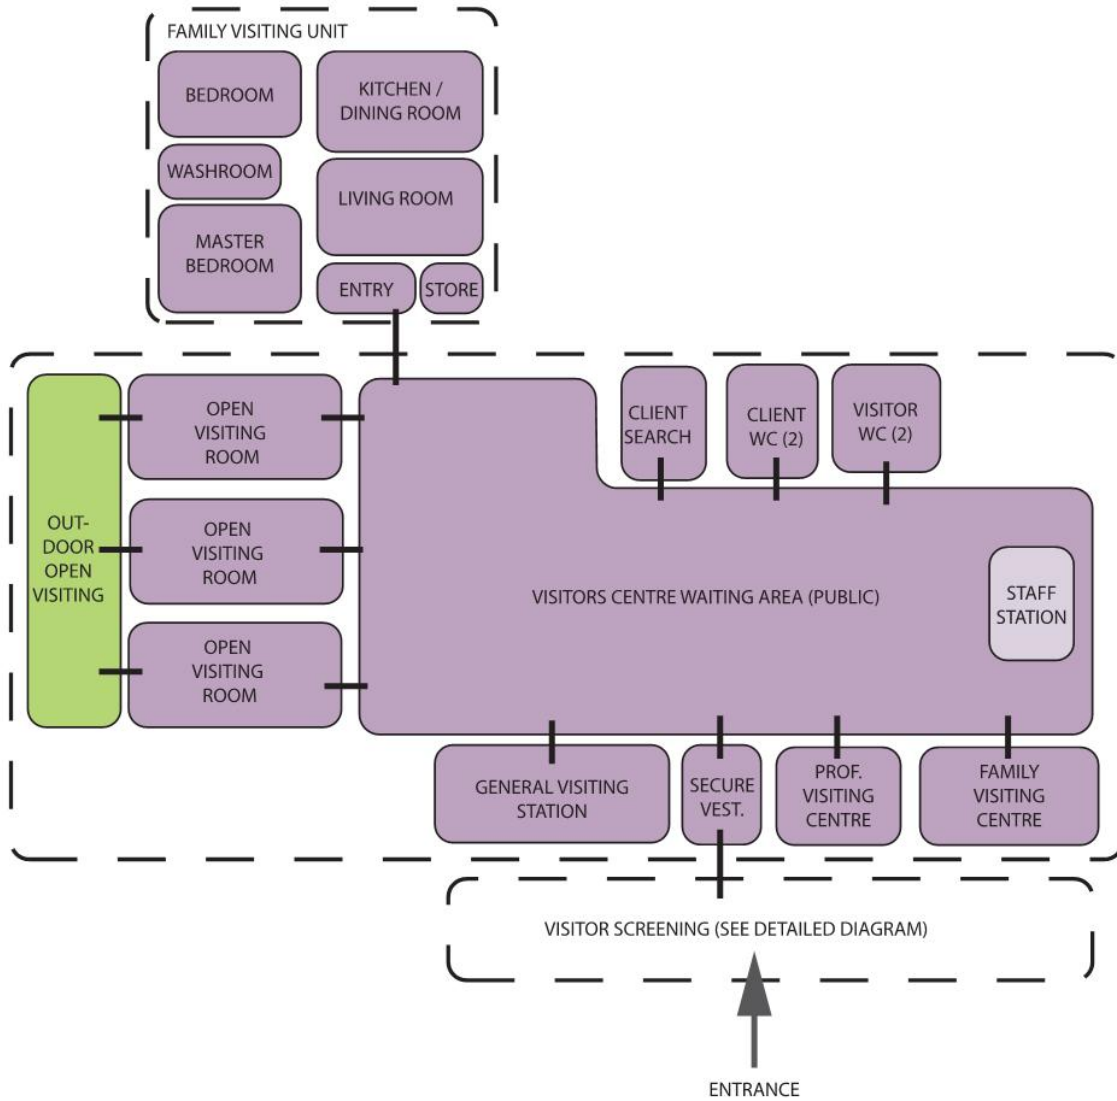 FAMILY VISITING UNIT
BEDROOM
KITCHEN /
DINING ROOM
WASHROOM
LIVING ROOM
MASTER
BEDROOM
ENTRY
STORE
OUT-
DOOR
OPEN
VISITING
OPEN
VISITING
ROOM
OPEN
VISITING
ROOM
OPEN
VISITING
ROOM
CLIENT
SEARCH
CLIENT
WC (2)
VISITOR
WC (2)
VISITORS CENTRE WAITING AREA (PUBLIC)
STAFF
STATION
GENERAL VISITING
STATION
SECURE
VEST.
PROF.
VISITING
CENTRE
FAMILY
VISITING
CENTRE
VISITOR SCREENING (SEE DETAILED DIAGRAM)
ENTRANCE